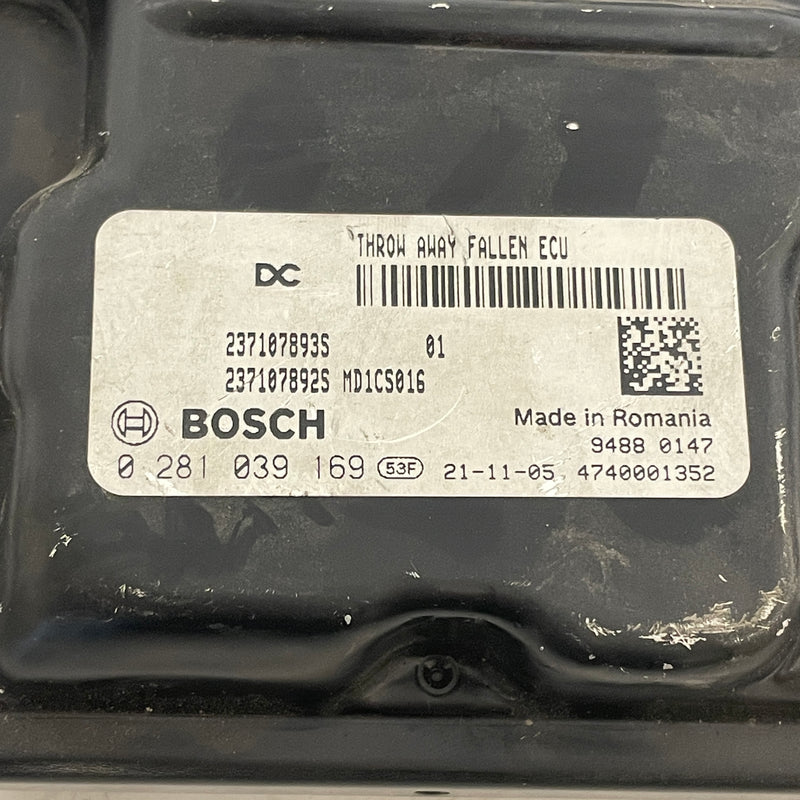 THROW AWAY FALLEN ECU
DC
237107893S 01
237107892S MD1CS016
BOSCH
Made in Romania
9488 0147
0 281 039 169 53F 21-11-05 4740001352